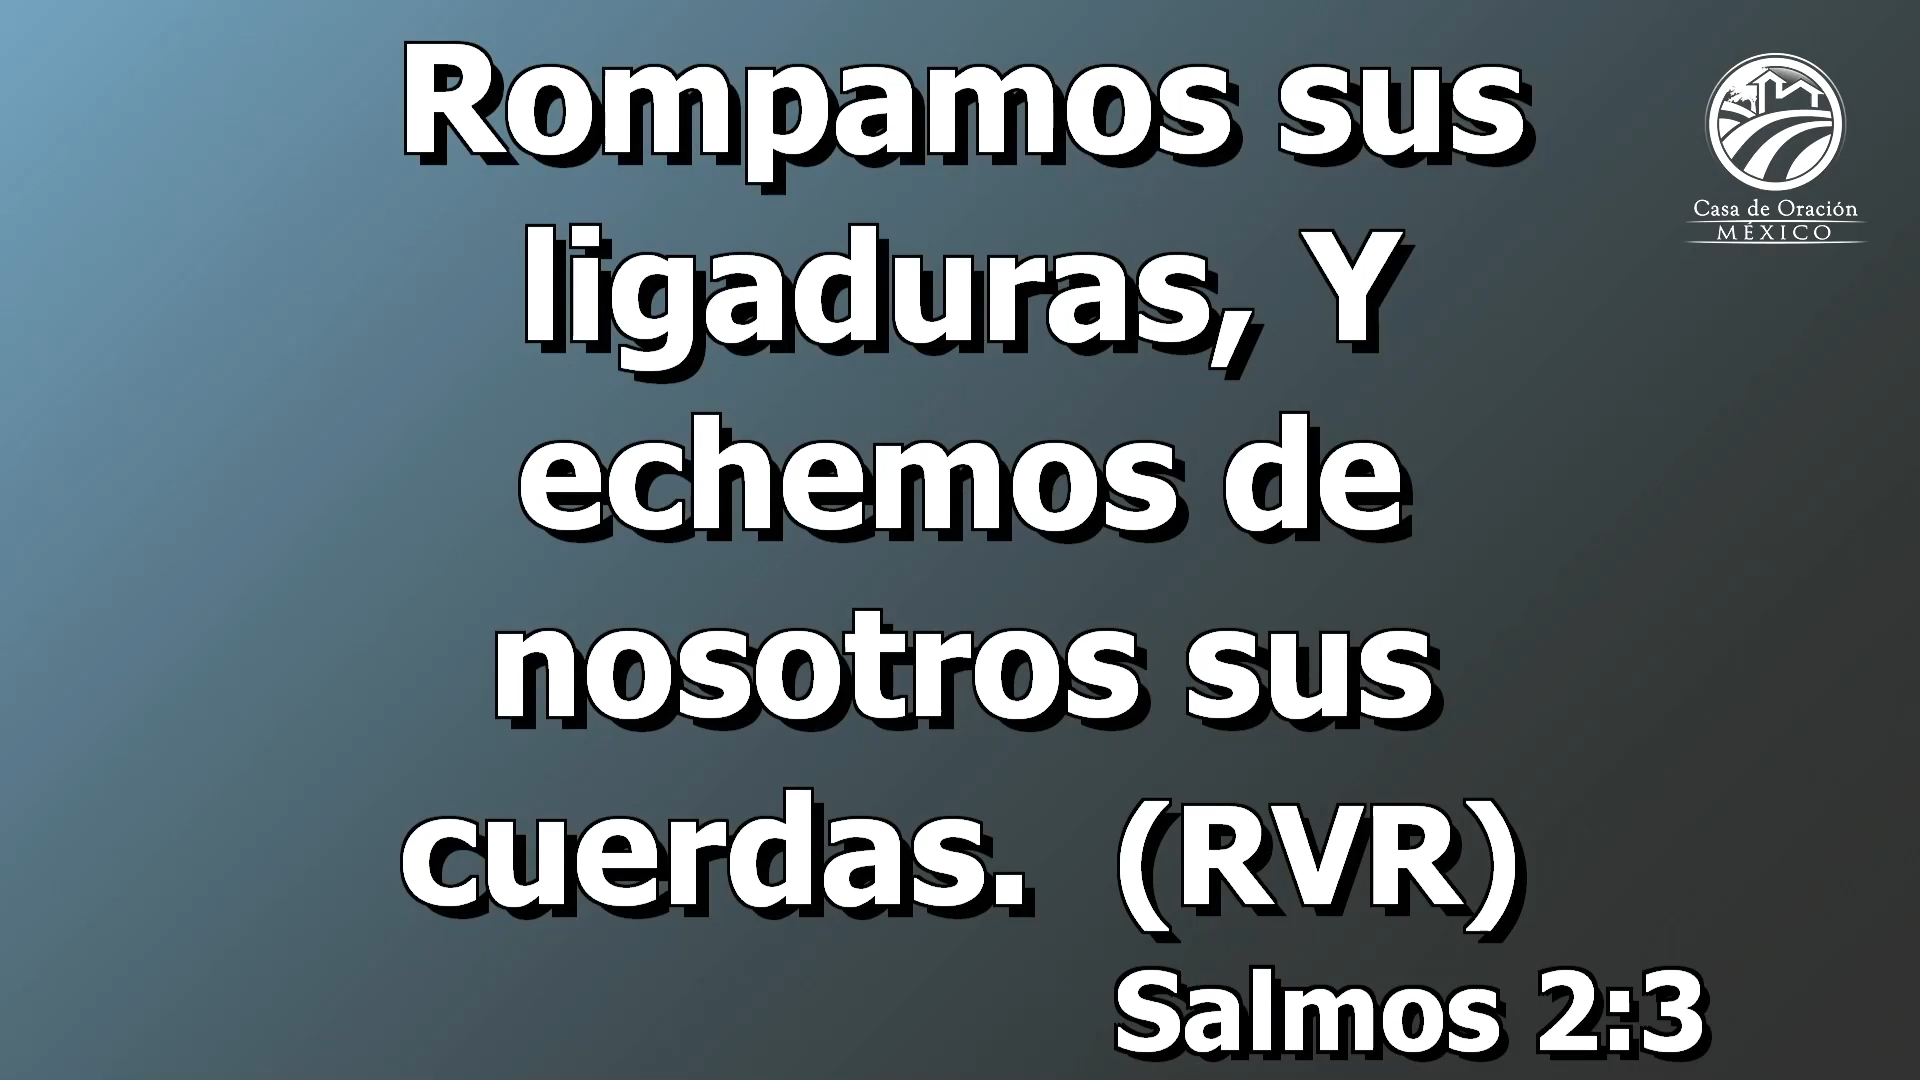 Rompamos sus
ligaduras, Y
echemos de
nosotros sus
cuerdas.  (RVR)
Salmos 2:3
Casa de Oración
MÉXICO